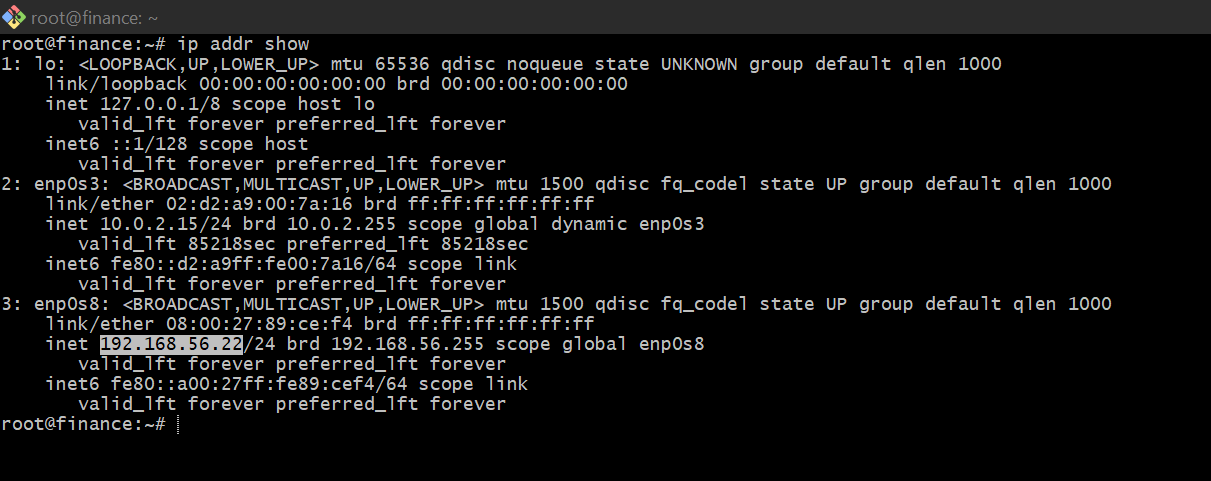 root@finance: ~
root@finance:~# ip addr show
1: lo: <LOOPBACK,UP,LOWER_UP> mtu 65536 qdisc noqueue state UNKNOWN group default qlen 1000
    link/loopback 00:00:00:00:00:00 brd 00:00:00:00:00:00
    inet 127.0.0.1/8 scope host lo
       valid_lft forever preferred_lft forever
    inet6 ::1/128 scope host
       valid_lft forever preferred_lft forever
2: enp0s3: <BROADCAST,MULTICAST,UP,LOWER_UP> mtu 1500 qdisc fq_codel state UP group default qlen 1000
    link/ether 02:d2:a9:00:7a:16 brd ff:ff:ff:ff:ff:ff
    inet 10.0.2.15/24 brd 10.0.2.255 scope global dynamic enp0s3
       valid_lft 85218sec preferred_lft 85218sec
    inet6 fe80::d2:a9ff:fe00:7a16/64 scope link
       valid_lft forever preferred_lft forever
3: enp0s8: <BROADCAST,MULTICAST,UP,LOWER_UP> mtu 1500 qdisc fq_codel state UP group default qlen 1000
    link/ether 08:00:27:89:ce:f4 brd ff:ff:ff:ff:ff:ff
    inet 192.168.56.22/24 brd 192.168.56.255 scope global enp0s8
       valid_lft forever preferred_lft forever
    inet6 fe80::a00:27ff:fe89:cef4/64 scope link
       valid_lft forever preferred_lft forever
root@finance:~#